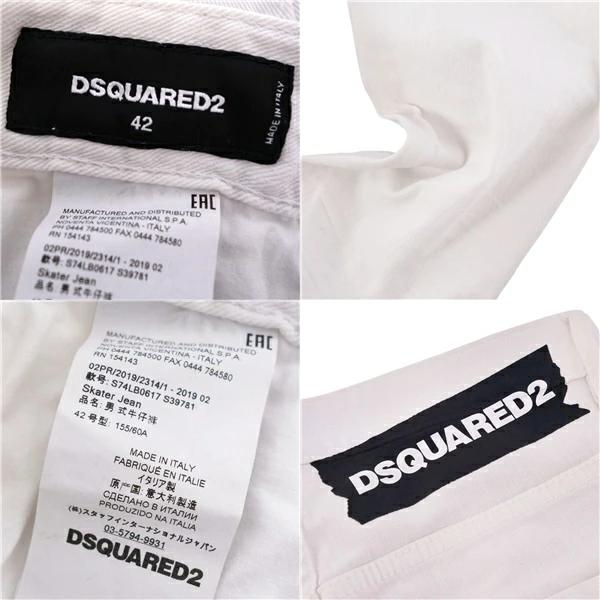 DSQUARED2
42
MADE IN ITALY
EAC
MANUFACTURED AND DISTRIBUTED
BY STAFF INTERNATIONAL S.P.A.
NOVENTA VICENTINA - ITALY
PH 0444 784500 FAX 0444 784580
RN 154143
02PR/2019/2314/1 - 2019 02
款号: S74LB0617 S39781
Skater Jean
品名: 男式牛仔裤
EAC
MANUFACTURED AND DISTRIBUTED
BY STAFF INTERNATIONAL S.P.A.
NOVENTA VICENTINA - ITALY
PH 0444 784500 FAX 0444 784580
RN 154143
02PR/2019/2314/1 - 2019 02
款号: S74LB0617 S39781
Skater Jean
品名: 男式牛仔裤
42 号型: 155/60A
MADE IN ITALY
FABRIQUÉ EN ITALIE
イタリア製
原产国: 意大利製造
СДЕЛАНО В ИТАЛИИ
PRODUZIDO NA ITALIA
(株)スタッフインターナショナルジャパン
03-5794-9931
DSQUARED2
DSQUARED2